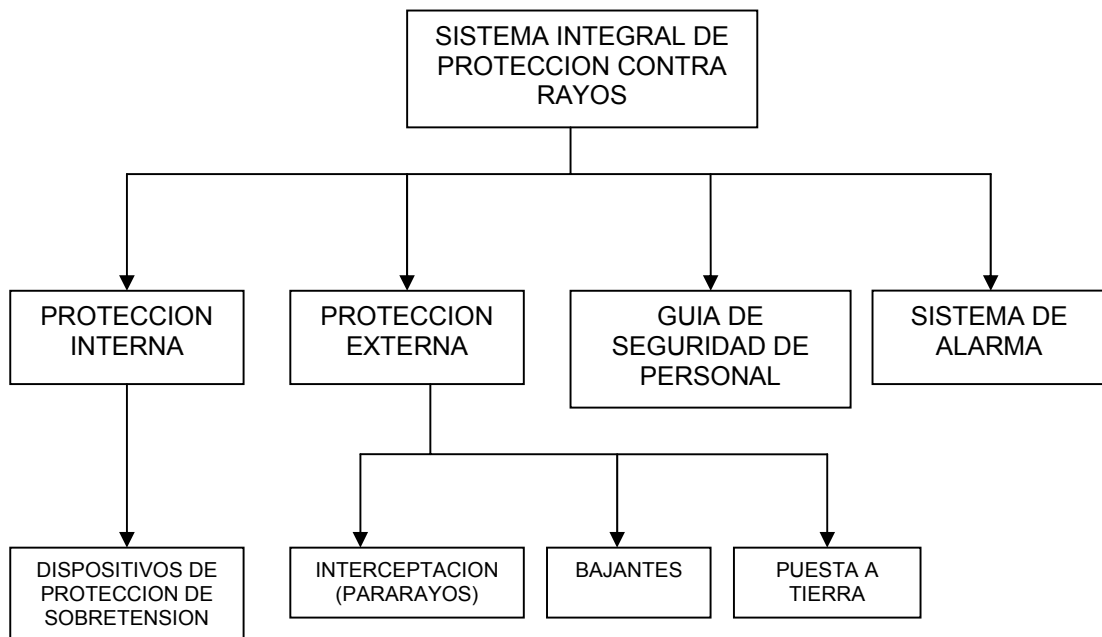 SISTEMA INTEGRAL DE
PROTECCION CONTRA
RAYOS
PROTECCION
INTERNA
PROTECCION
EXTERNA
GUIA DE
SEGURIDAD DE
PERSONAL
SISTEMA DE
ALARMA
DISPOSITIVOS DE
PROTECCION DE
SOBRETENSION
INTERCEPTACION
(PARARAYOS)
BAJANTES
PUESTA A
TIERRA